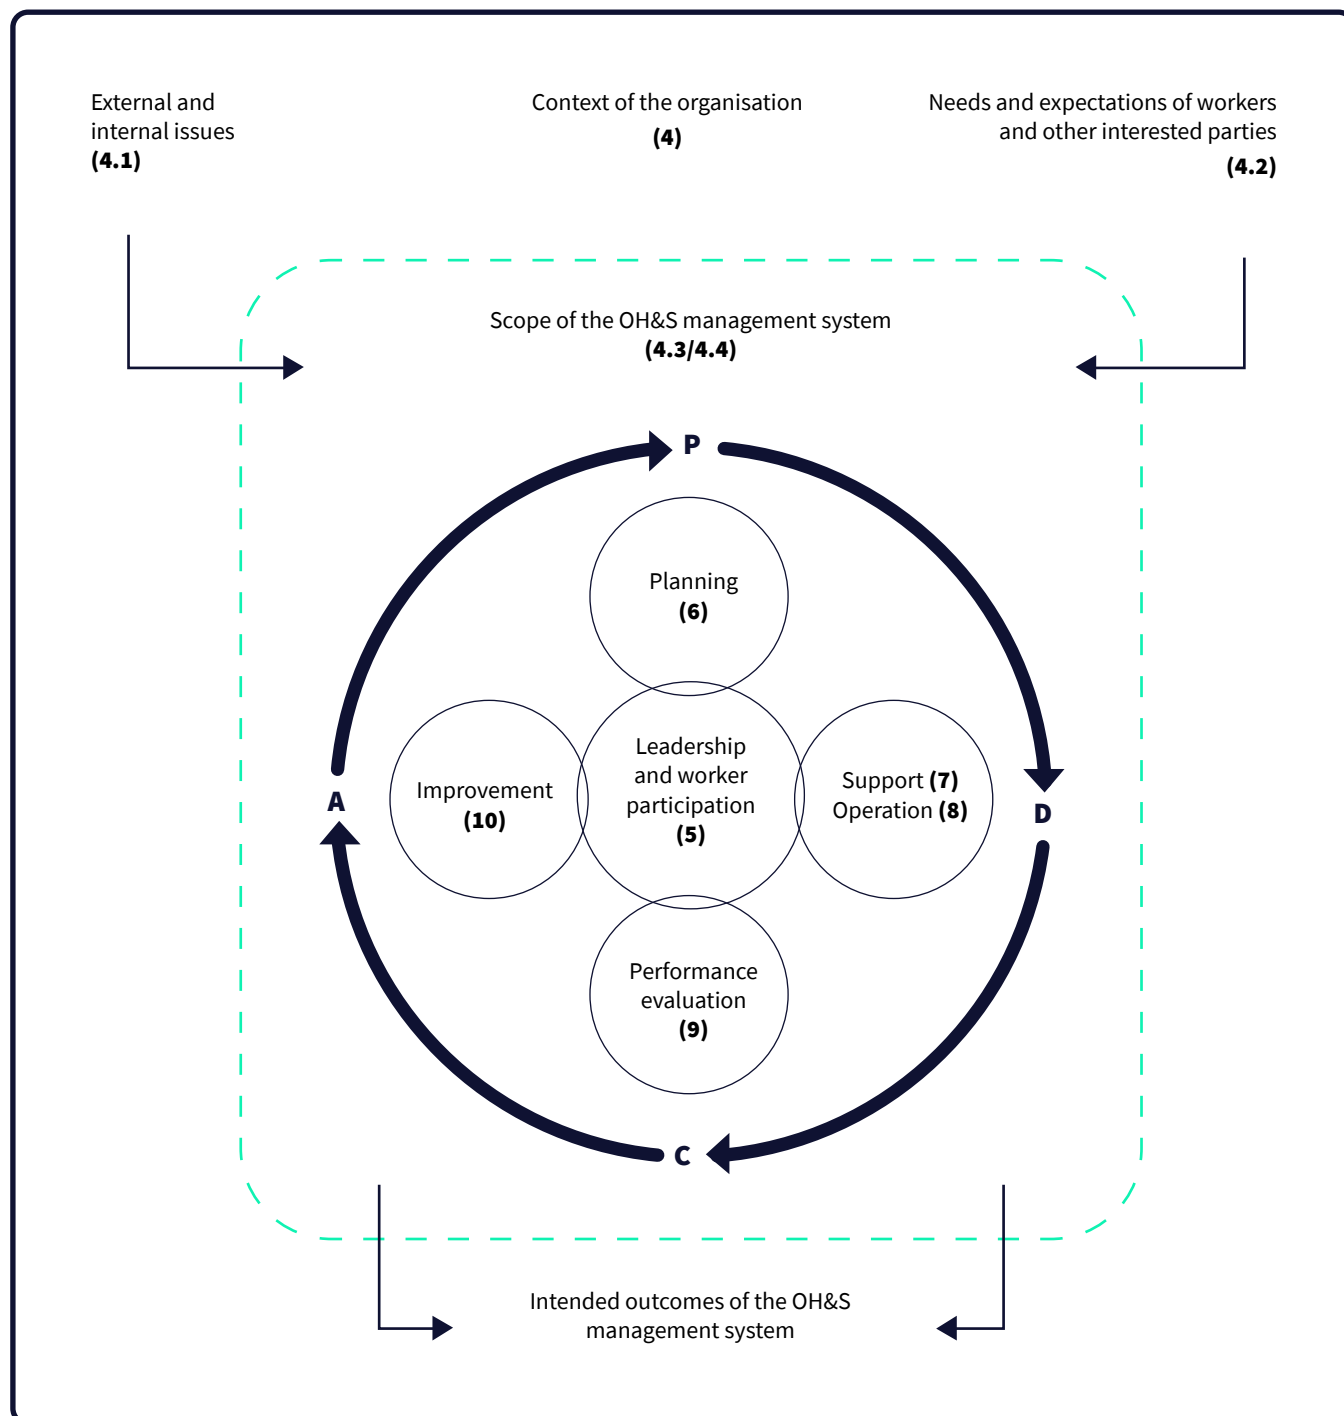 External and
internal issues
(4.1)
Context of the organisation
(4)
Needs and expectations of workers
and other interested parties
(4.2)
Scope of the OH&S management system
(4.3/4.4)
P
Planning
(6)
Leadership
and worker
participation
(5)
Improvement
(10)
Support (7)
Operation (8)
A
D
Performance
evaluation
(9)
C
Intended outcomes of the OH&S
management system